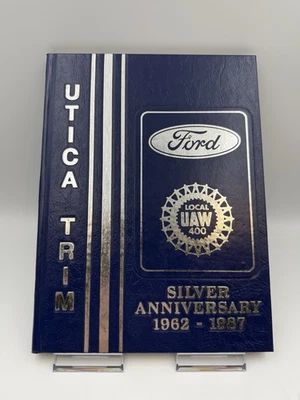 UTICA TRIM
Ford
LOCAL
UAW
400
SILVER
ANNIVERSARY
1962 - 1987